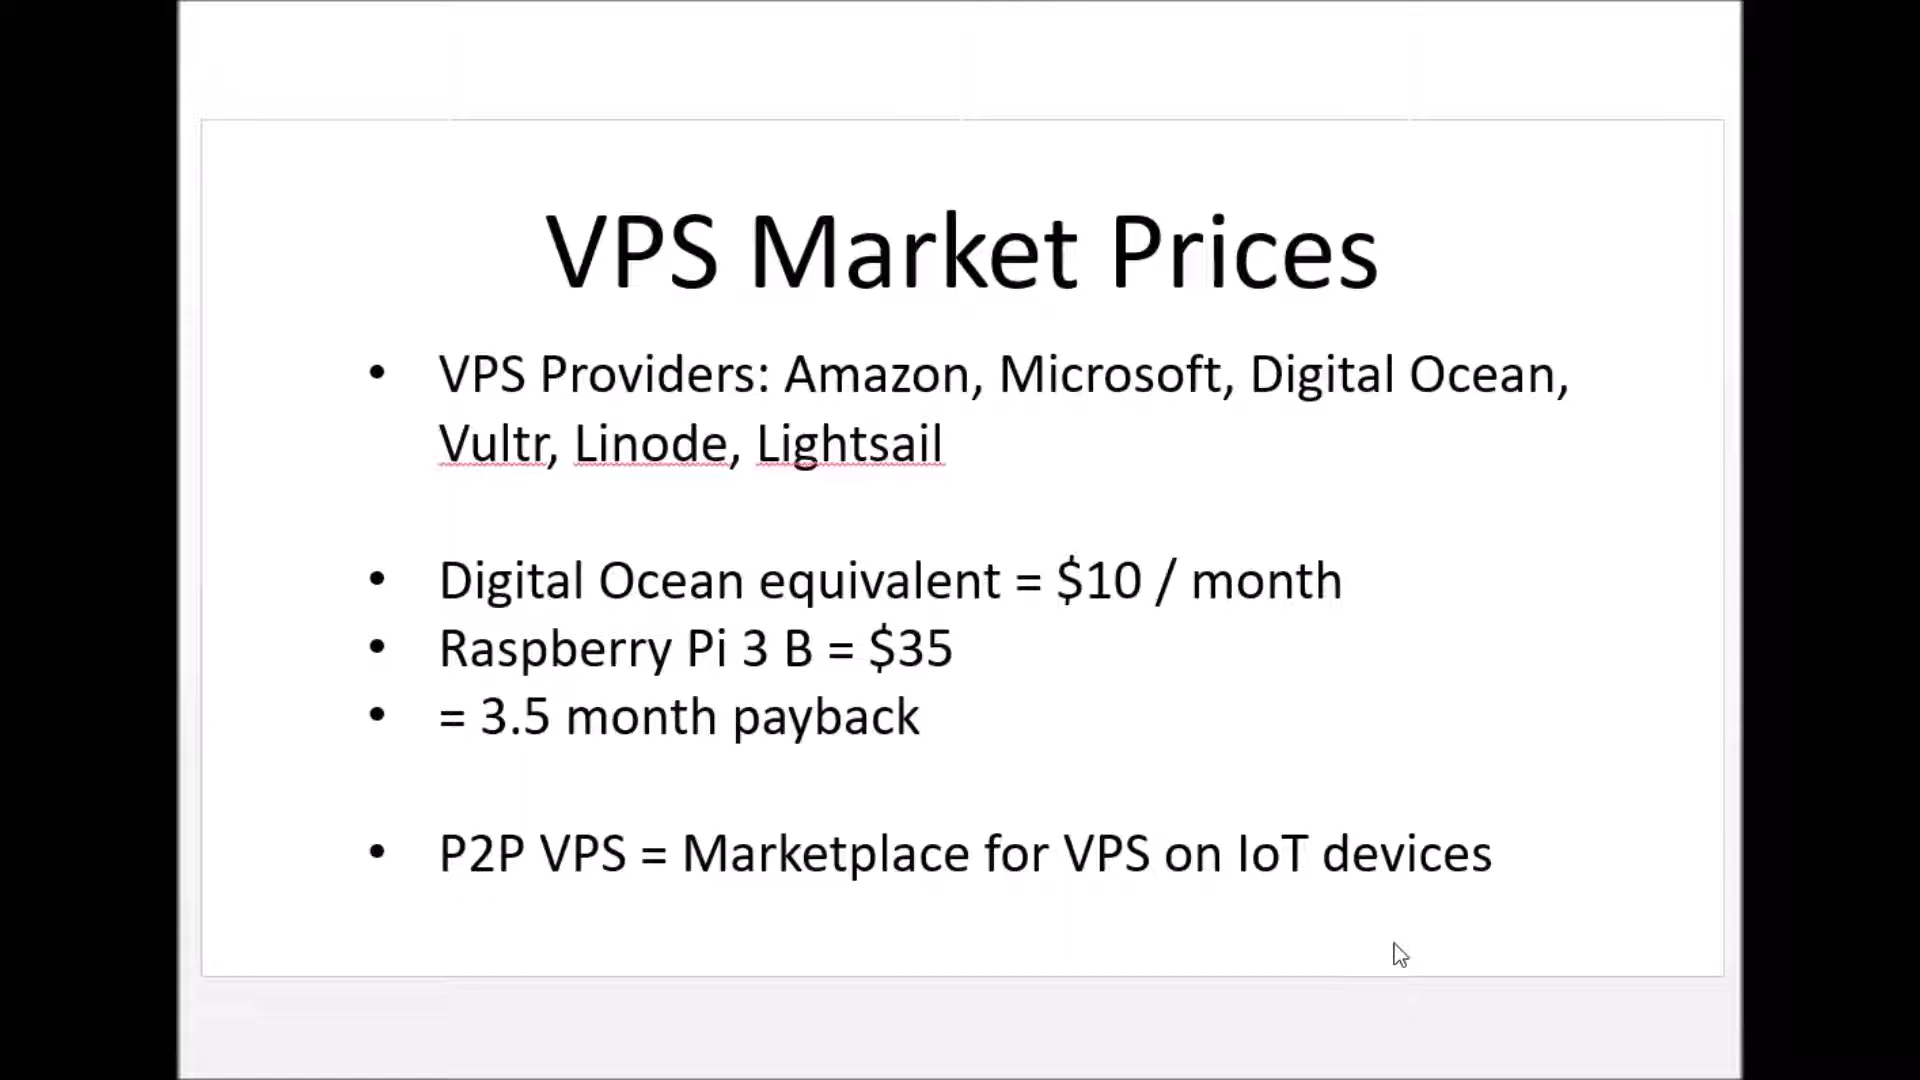 VPS Market Prices
• VPS Providers: Amazon, Microsoft, Digital Ocean,
Vultr, Linode, Lightsail
• Digital Ocean equivalent = $10 / month
• Raspberry Pi 3 B = $35
• = 3.5 month payback
• P2P VPS = Marketplace for VPS on IoT devices